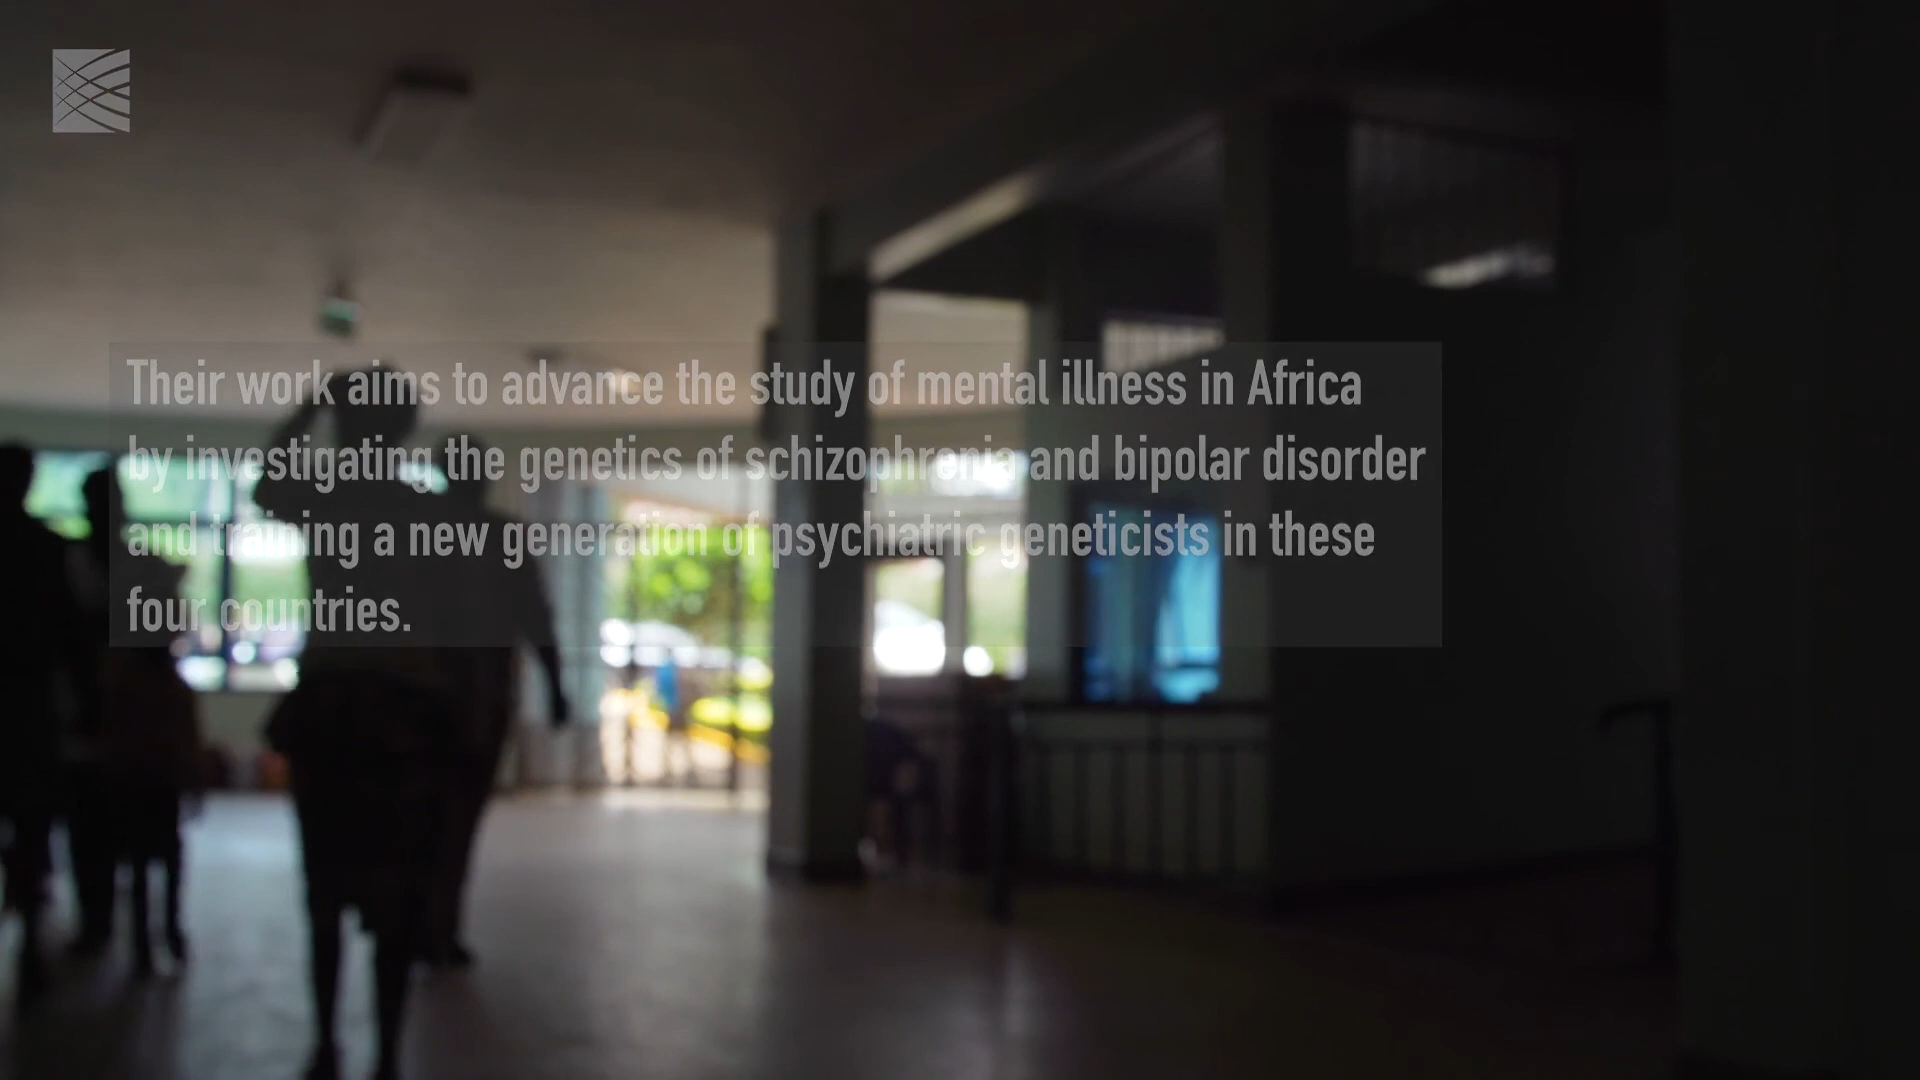 Their work aims to advance the study of mental illness in Africa
by investigating the genetics of schizophrenia and bipolar disorder
and training a new generation of psychiatric geneticists in these
four countries.